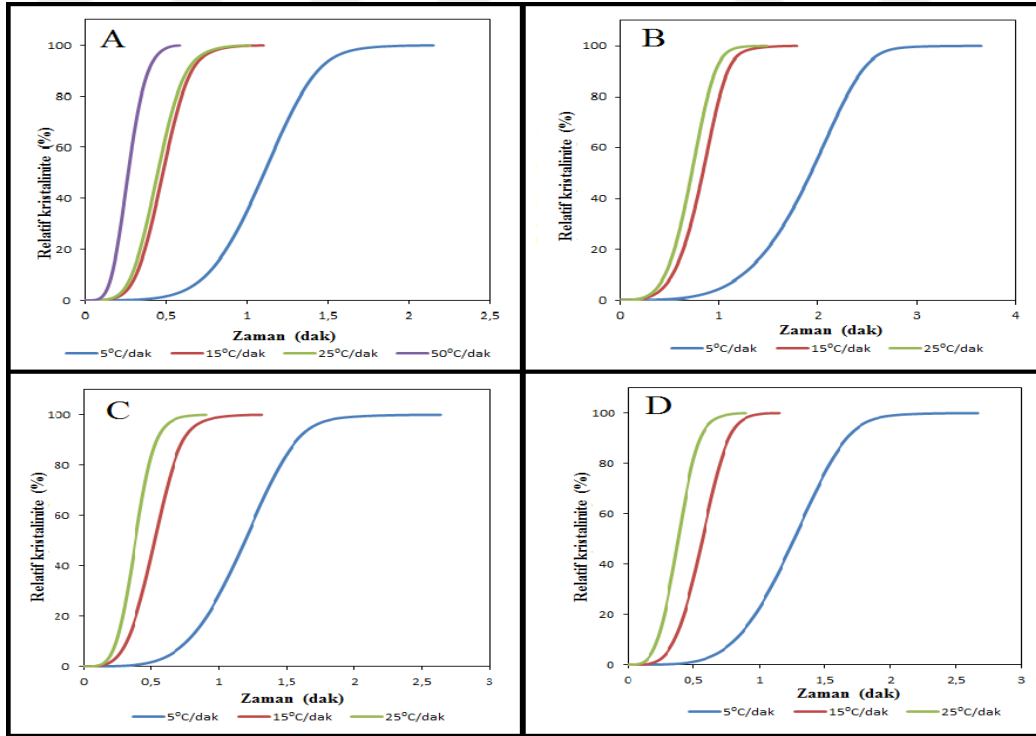 A
Relatif kristalinite (%)
100
80
60
40
20
0
0
0,5
1
1,5
2
2,5
Zaman (dak)
5°C/dak
15°C/dak
25°C/dak
50°C/dak
B
Relatif kristalinite (%)
100
80
60
40
20
0
0
1
2
3
4
Zaman (dak)
5°C/dak
15°C/dak
25°C/dak
C
Relatif kristalinite (%)
100
80
60
40
20
0
0
0,5
1
1,5
2
2,5
3
Zaman (dak)
5°C/dak
15°C/dak
25°C/dak
D
Relatif kristalinite (%)
100
80
60
40
20
0
0
0,5
1
1,5
2
2,5
3
Zaman (dak)
5°C/dak
15°C/dak
25°C/dak